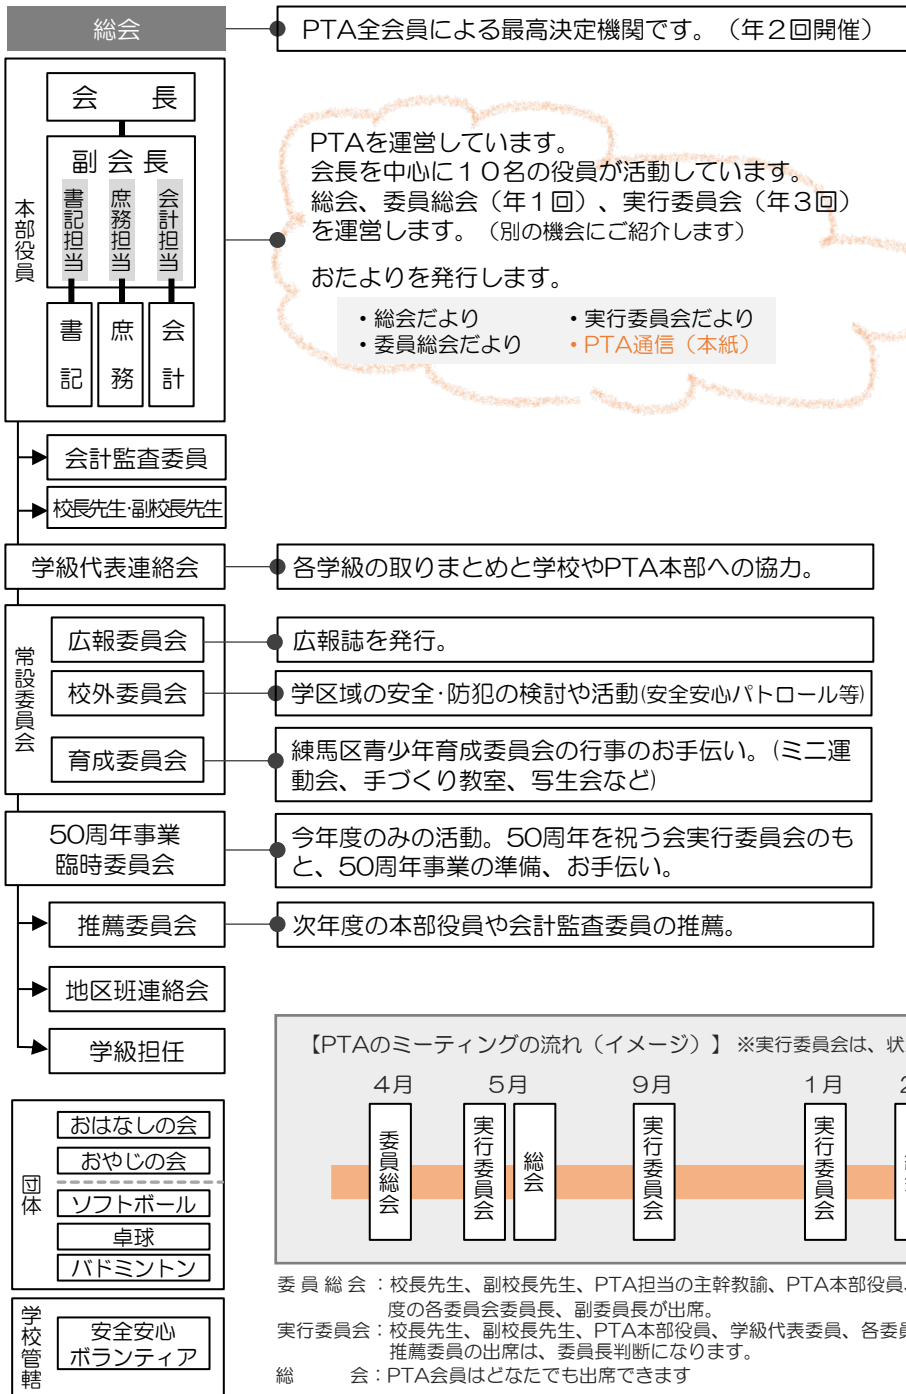 総会
PTA全会員による最高決定機関です。（年２回開催）
本部役員
会　長
副会長
書記担当
庶務担当
会計担当
書記
庶務
会計
PTAを運営しています。
会長を中心に１０名の役員が活動しています。
総会、委員総会（年１回）、実行委員会（年３回）
を運営します。（別の機会にご紹介します）
おたよりを発行します。
・総会だより　・実行委員会だより
・委員総会だより　・PTA通信（本紙）
会計監査委員
校長先生・副校長先生
学級代表連絡会
各学級の取りまとめと学校やPTA本部への協力。
常設委員会
広報委員会
広報誌を発行。
校外委員会
学区域の安全・防犯の検討や活動(安全安心パトロール等)
育成委員会
練馬区青少年育成委員会の行事のお手伝い。(ミニ運
動会、手づくり教室、写生会など)
50周年事業
臨時委員会
今年度のみの活動。50周年を祝う会実行委員会のも
と、50周年事業の準備、お手伝い。
推薦委員会
次年度の本部役員や会計監査委員の推薦。
地区班連絡会
学級担任
団体
おはなしの会
おやじの会
ソフトボール
卓球
バドミントン
学校管轄
安全安心
ボランティア
【PTAのミーティングの流れ（イメージ）】 ※実行委員会は、状
4月　5月　9月　1月　2
委員総会
実行委員会
総会
実行委員会
実行委員会
委員総会：校長先生、副校長先生、PTA担当の主幹教諭、PTA本部役員、
度の各委員会委員長、副委員長が出席。
実行委員会：校長先生、副校長先生、PTA本部役員、学級代表委員、各委員
推薦委員の出席は、委員長判断になります。
総　会：PTA会員はどなたでも出席できます